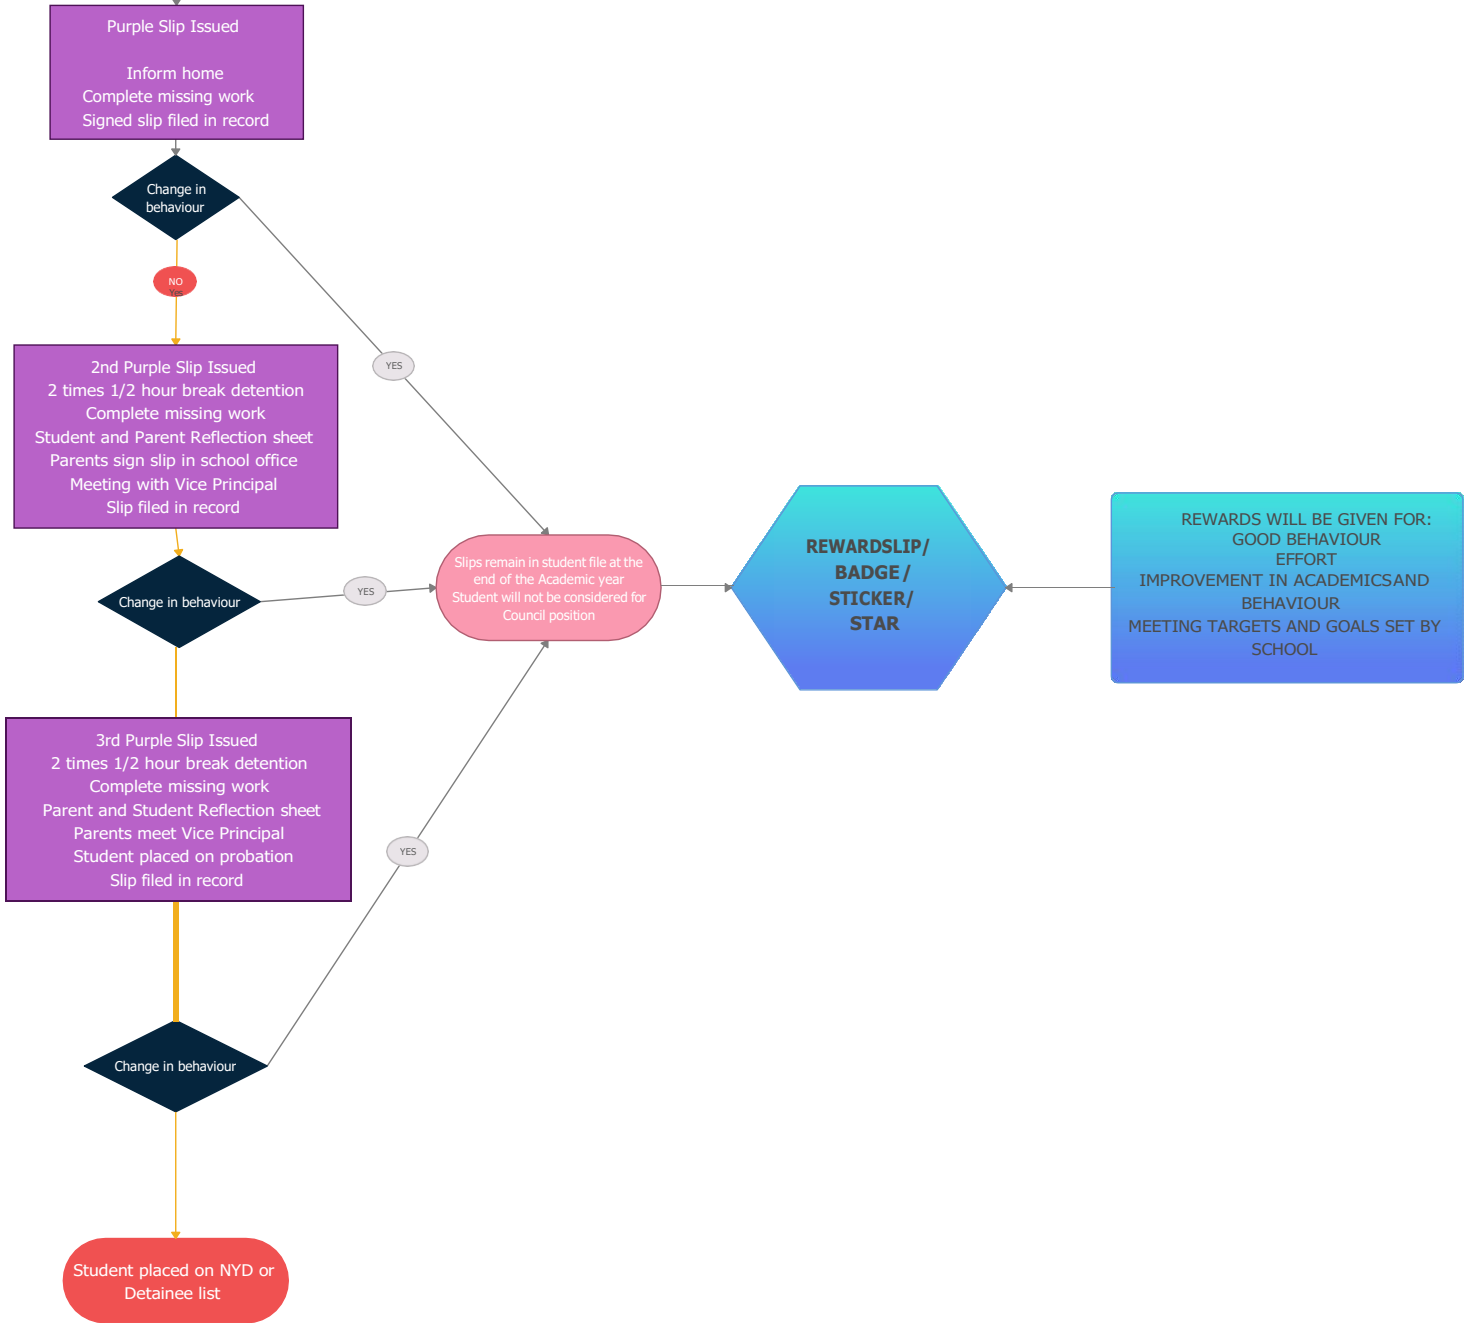 Purple Slip Issued
Inform home
Complete missing work
Signed slip filed in record
Change in
behaviour
NO
Yes
YES
2nd Purple Slip Issued
2 times 1/2 hour break detention
Complete missing work
Student and Parent Reflection sheet
Parents sign slip in school office
Meeting with Vice Principal
Slip filed in record
Change in behaviour
YES
Slips remain in student file at the
end of the Academic year
Student will not be considered for
Council position
REWARDSLIP/
BADGE/
STICKER/
STAR
REWARDS WILL BE GIVEN FOR:
GOOD BEHAVIOUR
EFFORT
IMPROVEMENT IN ACADEMICS AND
BEHAVIOUR
MEETING TARGETS AND GOALS SET BY
SCHOOL
3rd Purple Slip Issued
2 times 1/2 hour break detention
Complete missing work
Parent and Student Reflection sheet
Parents meet Vice Principal
Student placed on probation
Slip filed in record
YES
Change in behaviour
Student placed on NYD or
Detainee list